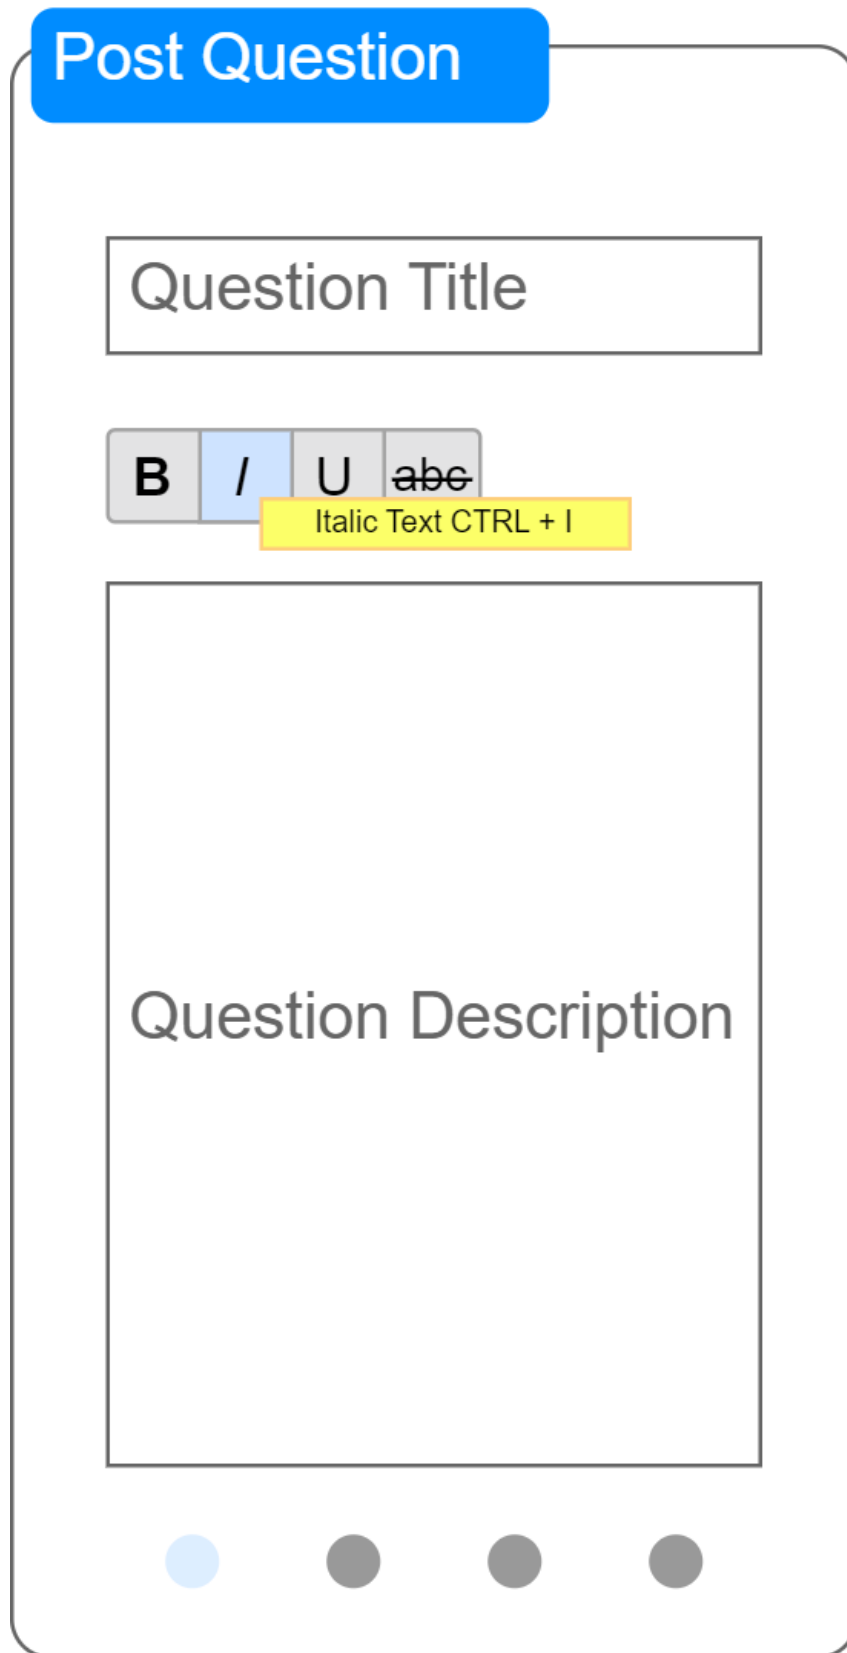 Post Question
Question Title
B I U abc
Italic Text CTRL + I
Question Description